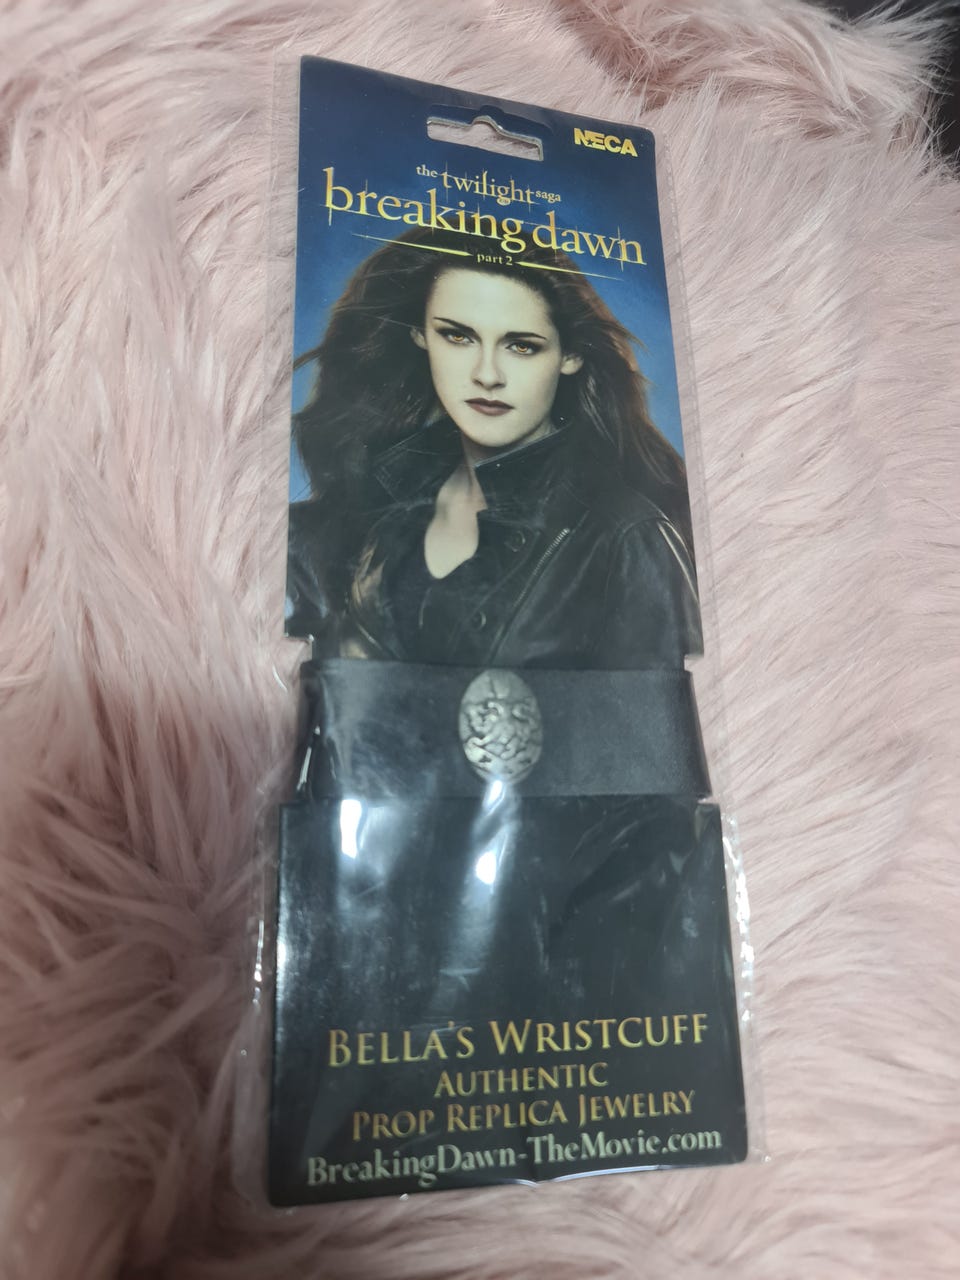 NECA
the twilight saga
breaking dawn
part 2
BELLA'S WRISTCUFF
AUTHENTIC
PROP REPLICA JEWELRY
BreakingDawn-TheMovie.com